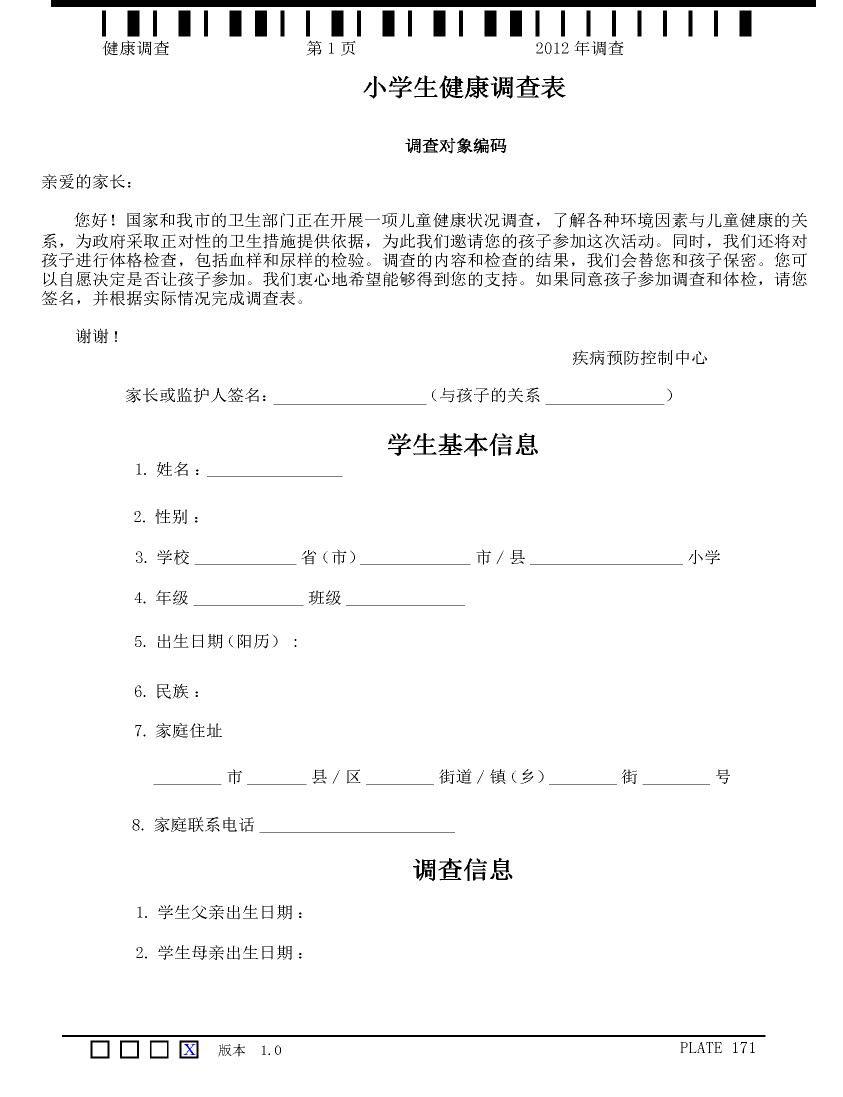 健康调查 第 1 页 2012 年调查
小学生健康调查表
调查对象编码
亲爱的家长：
您好！国家和我市的卫生部门正在开展一项儿童健康状况调查，了解各种环境因素与儿童健康的关
系，为政府采取正对性的卫生措施提供依据，为此我们邀请您的孩子参加这次活动。同时，我们还将对
孩子进行体格检查，包括血样和尿样的检验。调查的内容和检查的结果，我们会替您和孩子保密。您可
以自愿决定是否让孩子参加。我们衷心地希望能够得到您的支持。如果同意孩子参加调查和体检，请您
签名，并根据实际情况完成调查表。
谢谢！
疾病预防控制中心
家长或监护人签名：__________________（与孩子的关系 ______________）
学生基本信息
1. 姓名：________________
2. 性别：
3. 学校 ____________ 省（市）_____________ 市 / 县 __________________ 小学
4. 年级 _____________ 班级 ______________
5. 出生日期（阳历）：
6. 民族：
7. 家庭住址
________ 市 _______ 县 / 区 ________ 街道 / 镇（乡）________ 街 ________ 号
8. 家庭联系电话 _______________________
调查信息
1. 学生父亲出生日期：
2. 学生母亲出生日期：
X 版本 1.0 PLATE 171